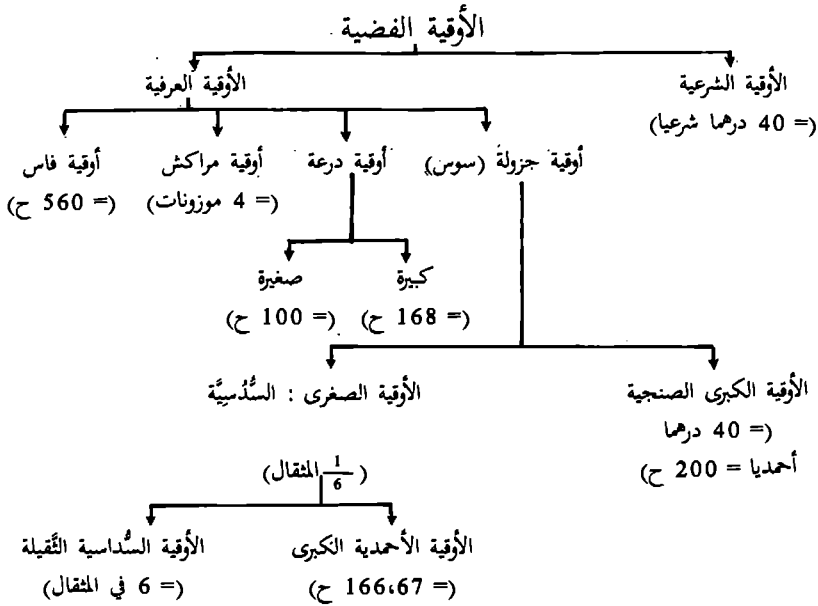 الأوقية الفضية
الأوقية الشرعية
(= 40 درهما شرعيا)
الأوقية العرفية
أوقية جزولة (سوس)
أوقية درعة
أوقية مراكش
(= 4 موزونات)
أوقية فاس
(= 560 ح)
كبيرة
(= 168 ح)
صغيرة
(= 100 ح)
الأوقية الكبرى الصنجية
(= 40 درهما
أحمديا = 200 ح)
الأوقية الصغرى : السُّدُسِيَّة
(1/6 المثقال)
الأوقية الأحمدية الكبرى
(= 166،67 ح)
الأوقية السُّداسية الثَّقيلة
(= 6 في المثقال)